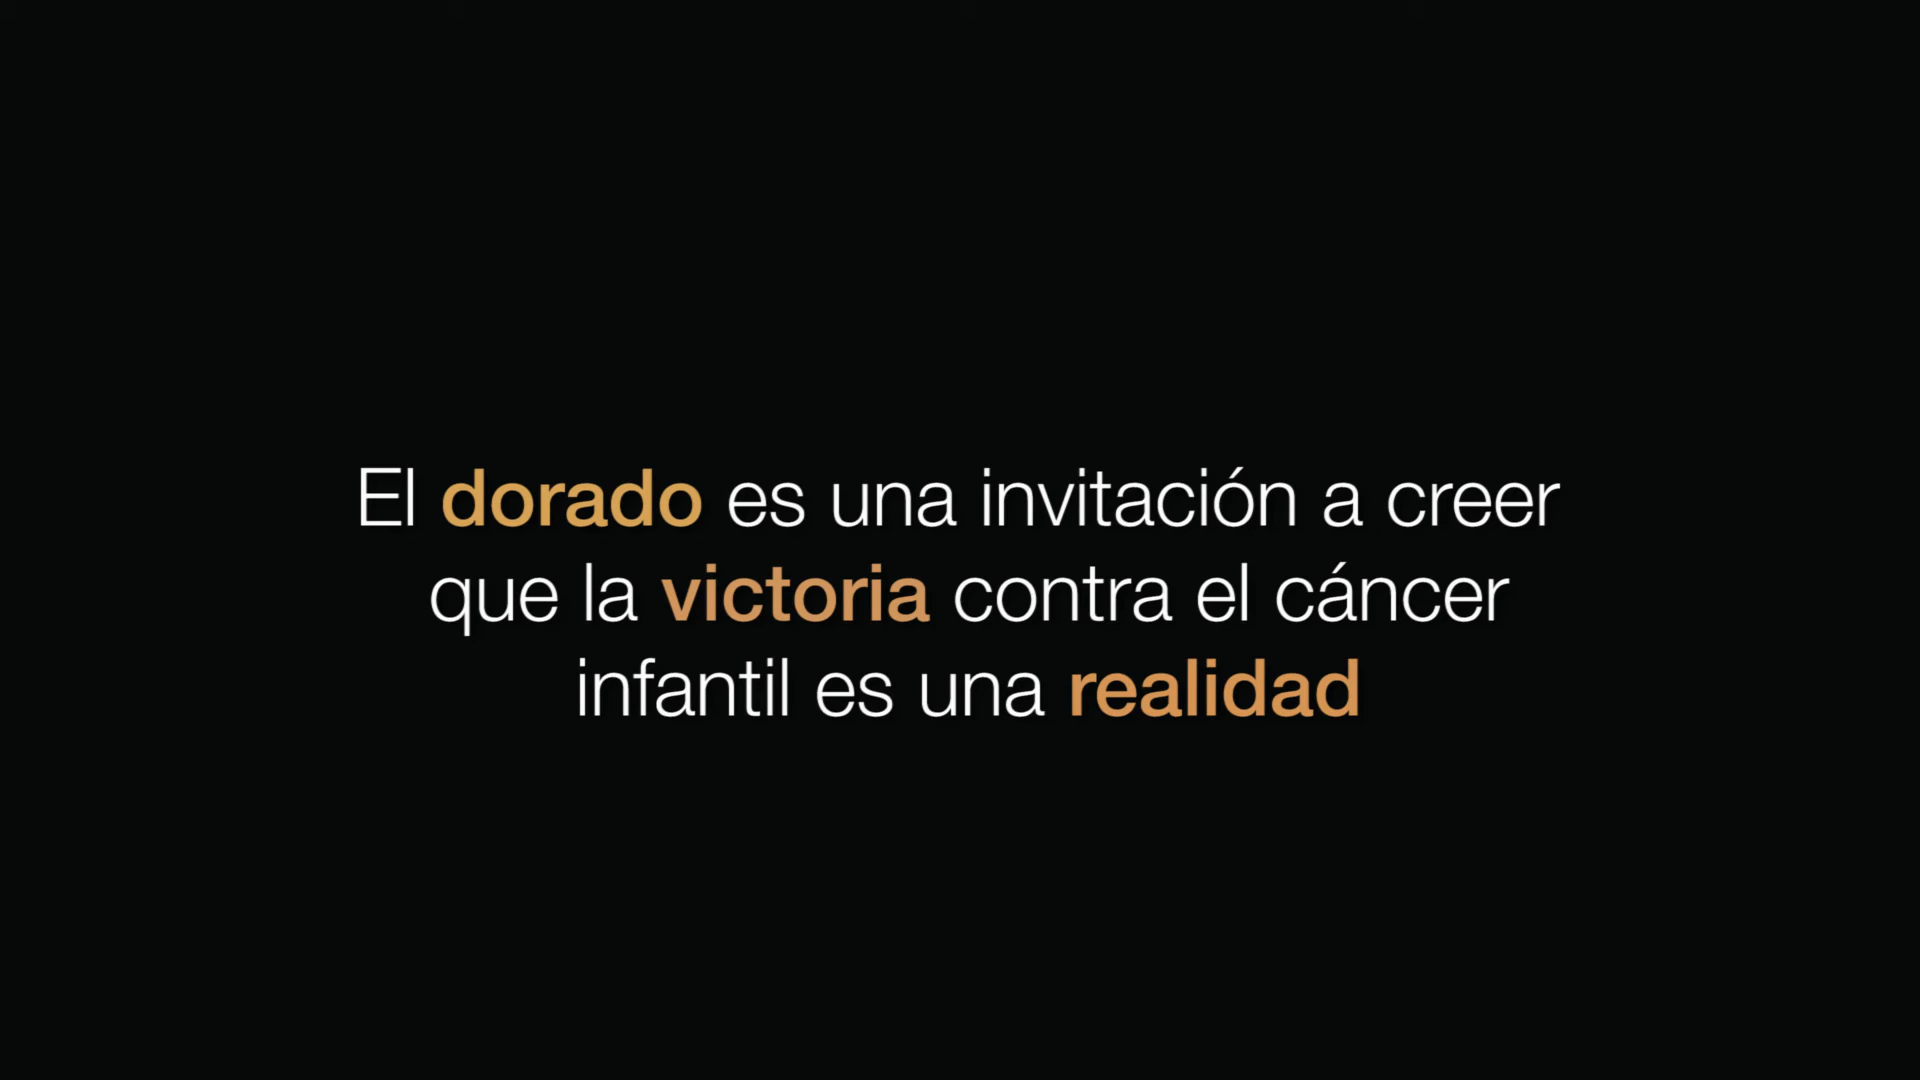 El dorado es una invitación a creer
que la victoria contra el cáncer
infantil es una realidad